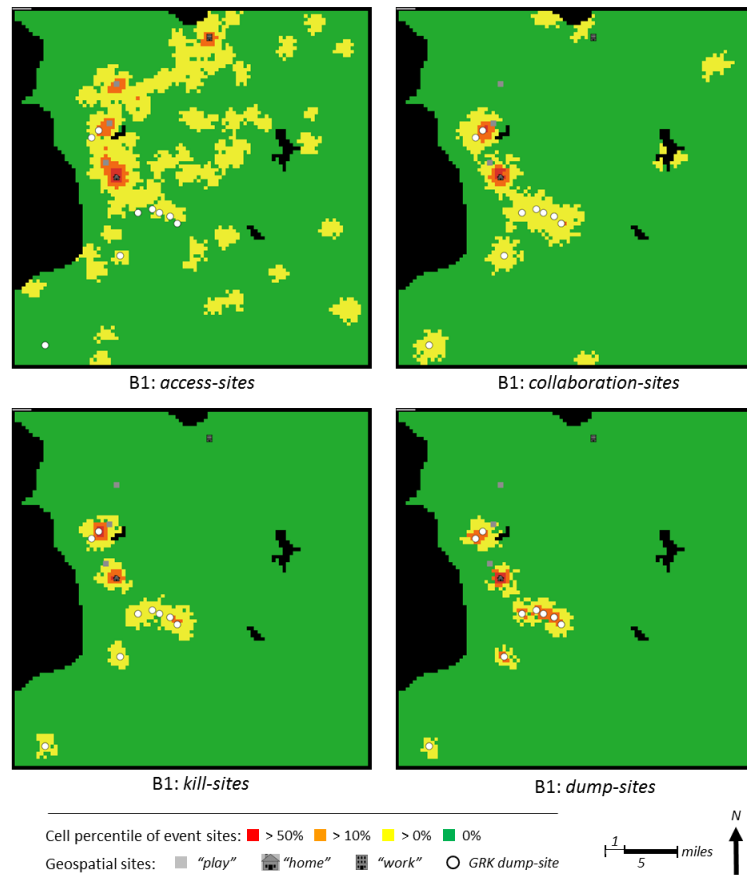 B1: access-sites
B1: collaboration-sites
B1: kill-sites
B1: dump-sites
Cell percentile of event sites: > 50% > 10% > 0% 0%
Geospatial sites: “play” “home” “work” GRK dump-site
N
1
5 miles